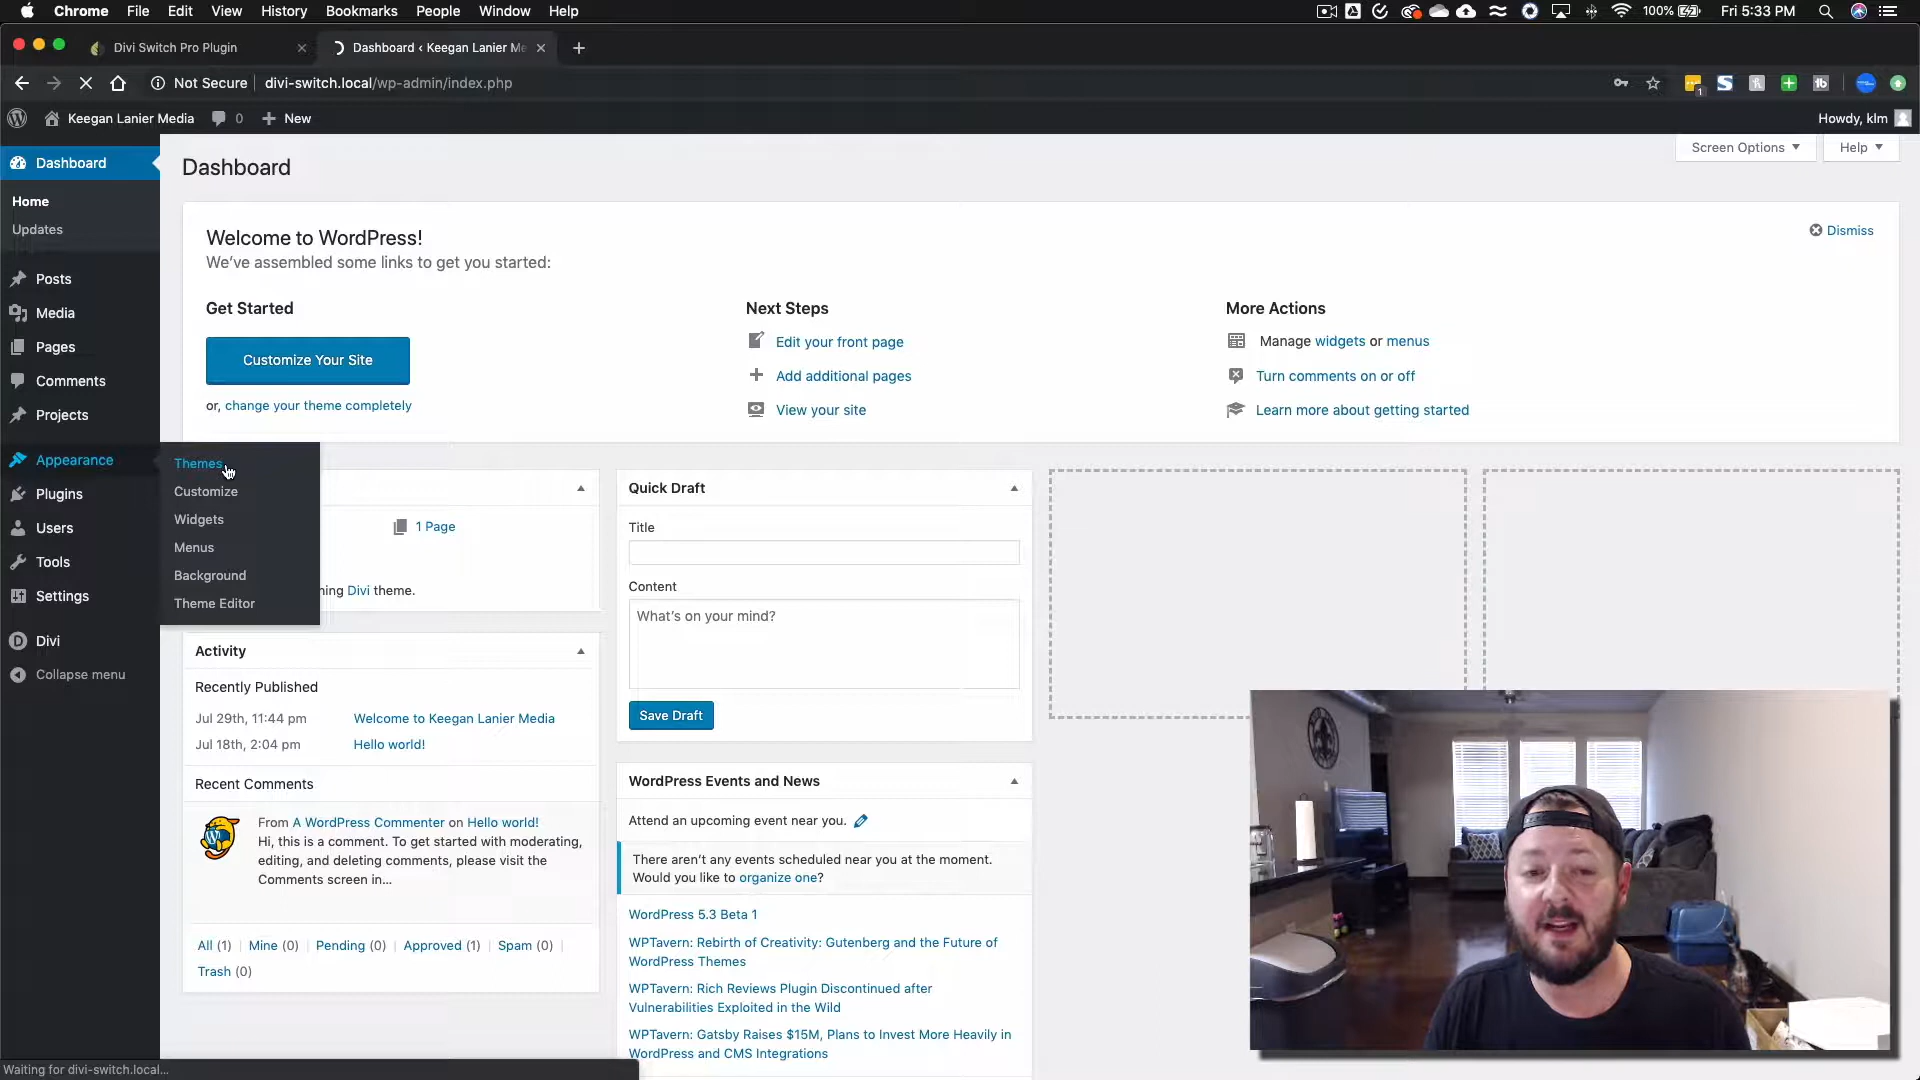 Chrome File Edit View History Bookmarks People Window Help 100% Fri 5:33 PM
Divi Switch Pro Plugin
Dashboard ‹ Keegan Lanier Me
Not Secure divi-switch.local/wp-admin/index.php
Keegan Lanier Media 0 New Howdy, klm
Dashboard
Home
Updates
Posts
Media
Pages
Comments
Projects
Appearance
Plugins
Users
Tools
Settings
Divi
Collapse menu
Themes
Customize
Widgets
Menus
Background
Theme Editor
Dashboard
Screen Options
Help
Welcome to WordPress!
We've assembled some links to get you started:
Dismiss
Get Started
Customize Your Site
or, change your theme completely
Next Steps
Edit your front page
Add additional pages
View your site
More Actions
Manage widgets or menus
Turn comments on or off
Learn more about getting started
1 Page
ning Divi theme.
Activity
Recently Published
Jul 29th, 11:44 pm Welcome to Keegan Lanier Media
Jul 18th, 2:04 pm Hello world!
Recent Comments
From A WordPress Commenter on Hello world!
Hi, this is a comment. To get started with moderating,
editing, and deleting comments, please visit the
Comments screen in…
All (1) | Mine (0) | Pending (0) | Approved (1) | Spam (0) |
Trash (0)
Quick Draft
Title
Content
What's on your mind?
Save Draft
WordPress Events and News
Attend an upcoming event near you.
There aren't any events scheduled near you at the moment.
Would you like to organize one?
WordPress 5.3 Beta 1
WPTavern: Rebirth of Creativity: Gutenberg and the Future of
WordPress Themes
WPTavern: Rich Reviews Plugin Discontinued after
Vulnerabilities Exploited in the Wild
WPTavern: Gatsby Raises $15M, Plans to Invest More Heavily in
WordPress and CMS Integrations
Waiting for divi-switch.local...